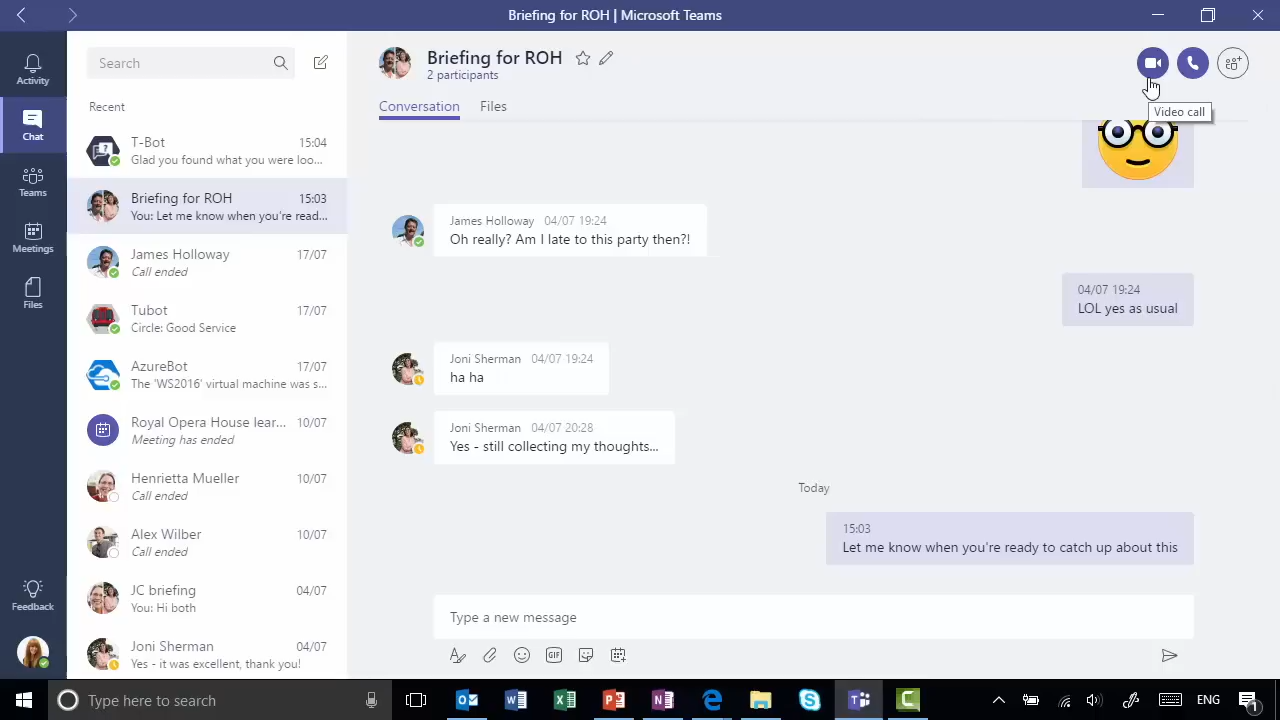 Briefing for ROH | Microsoft Teams
Search
Activity
Chat
Teams
Meetings
Files
Feedback
Recent
T-Bot 15:04
Glad you found what you were loo...
Briefing for ROH 15:03
You: Let me know when you're read...
James Holloway 17/07
Call ended
Tubot 17/07
Circle: Good Service
AzureBot 17/07
The 'WS2016' virtual machine was s...
Royal Opera House lear... 10/07
Meeting has ended
Henrietta Mueller 10/07
Call ended
Alex Wilber 10/07
Call ended
JC briefing 04/07
You: Hi both
Joni Sherman 04/07
Yes - it was excellent, thank you!
Briefing for ROH
2 participants
Conversation Files
Video call
James Holloway 04/07 19:24
Oh really? Am I late to this party then?!
04/07 19:24
LOL yes as usual
Joni Sherman 04/07 19:24
ha ha
Joni Sherman 04/07 20:28
Yes - still collecting my thoughts...
Today
15:03
Let me know when you're ready to catch up about this
Type a new message
GIF
Type here to search
ENG
1